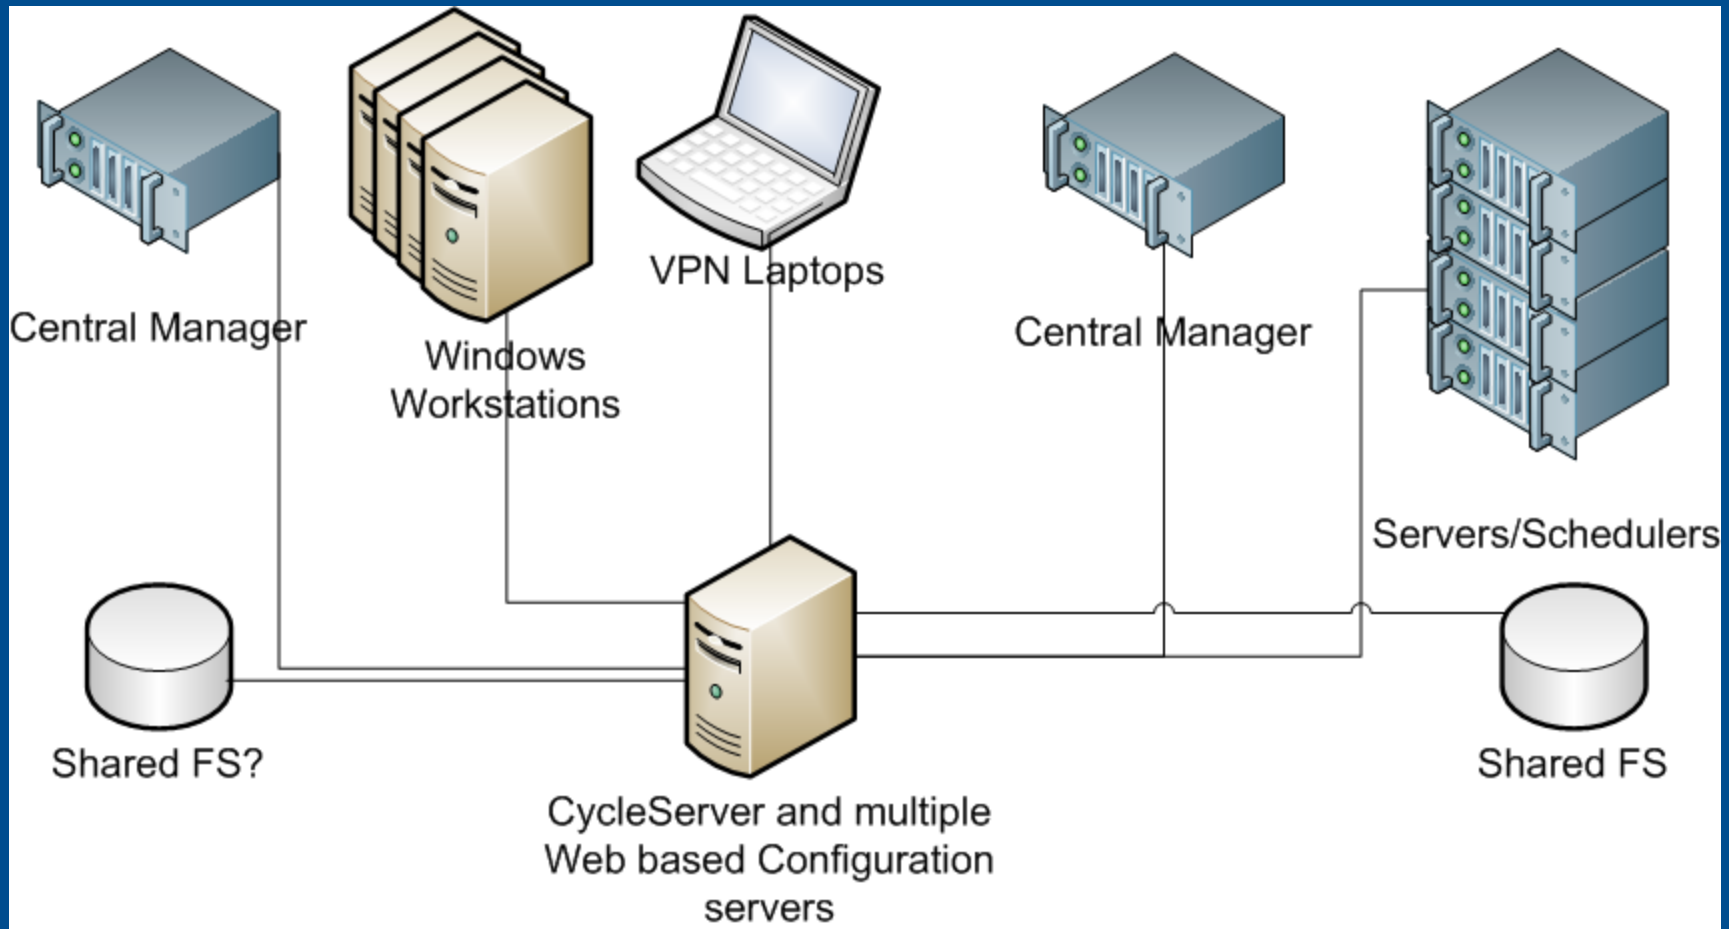 VPN Laptops
Central Manager
Windows
Workstations
Central Manager
Servers/Schedulers
Shared FS?
Shared FS
CycleServer and multiple
Web based Configuration
servers